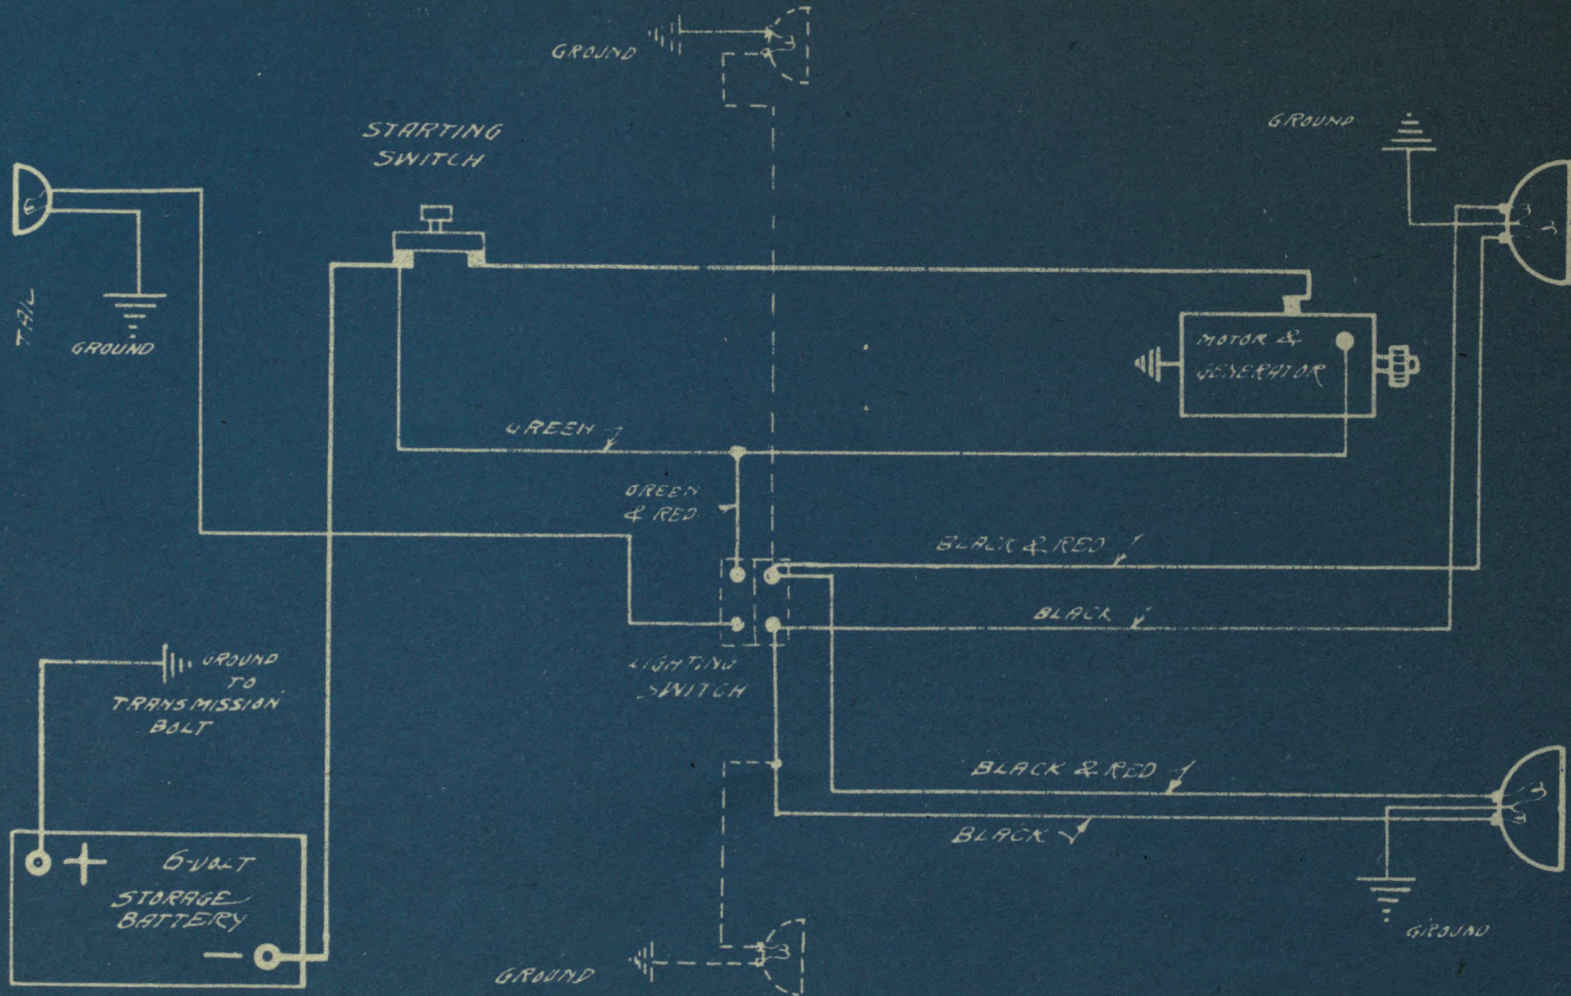 GROUND
STARTING
SWITCH
GROUND
TAIL
GROUND
MOTOR &
GENERATOR
GREEN
GREEN
& RED
BLACK & RED
BLACK
LIGHTING
SWITCH
GROUND
TO
TRANSMISSION
BOLT
BLACK & RED
BLACK
+ 6-VOLT
STORAGE
BATTERY
-
GROUND
GROUND